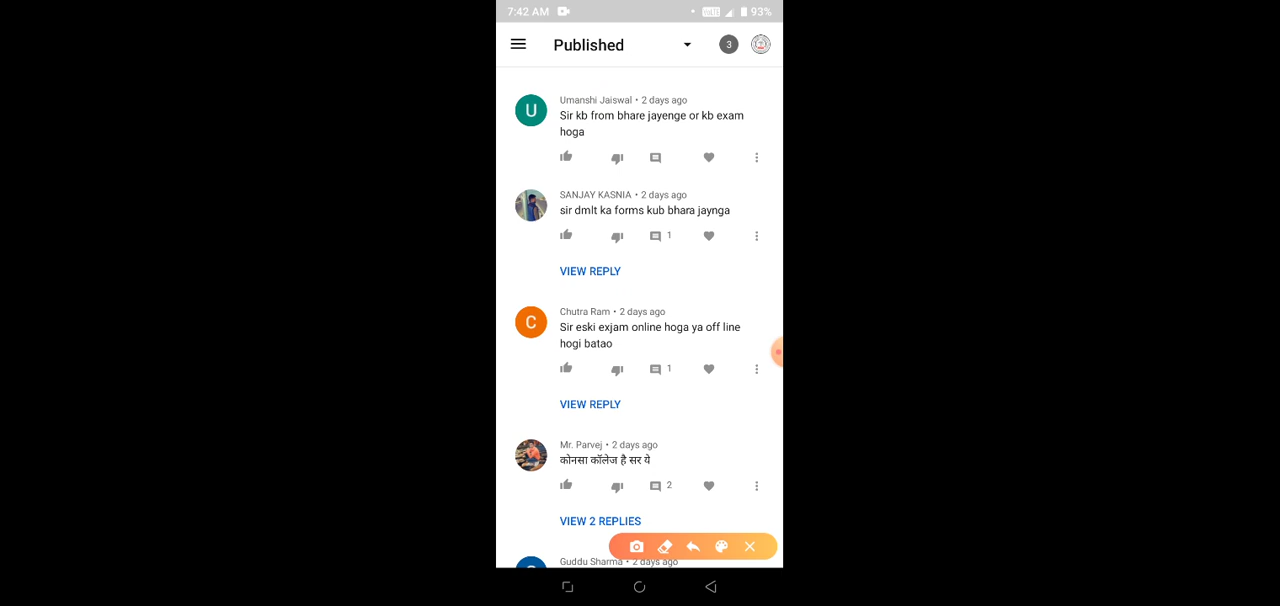 7:42 AM
VoLTE
93%
Published
3
U
Umanshi Jaiswal • 2 days ago
Sir kb from bhare jayenge or kb exam
hoga
SANJAY KASNIA • 2 days ago
sir dmlt ka forms kub bhara jaynga
1
VIEW REPLY
C
Chutra Ram • 2 days ago
Sir eski exjam online hoga ya off line
hogi batao
1
VIEW REPLY
Mr. Parvej • 2 days ago
कोनसा कॉलेज है सर ये
2
VIEW 2 REPLIES
Guddu Sharma • 2 days ago